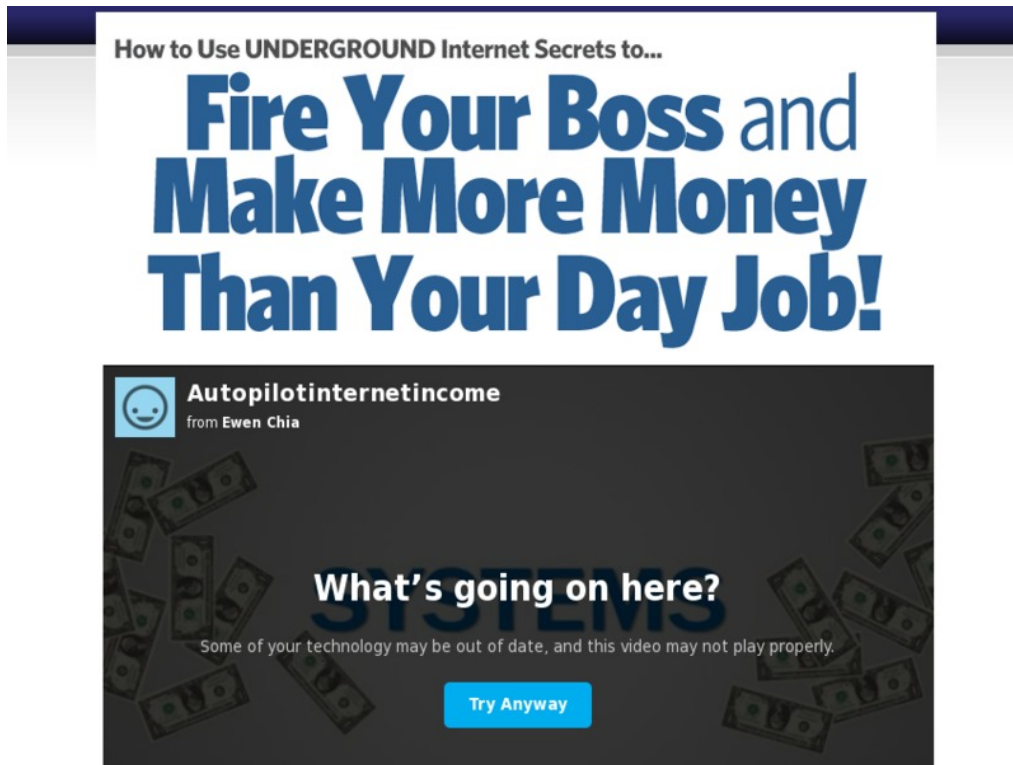 How to Use UNDERGROUND Internet Secrets to...
Fire Your Boss and
Make More Money
Than Your Day Job!
Autopilotinternetincome
from Ewen Chia
SYSTEMS
What's going on here?
Some of your technology may be out of date, and this video may not play properly.
Try Anyway